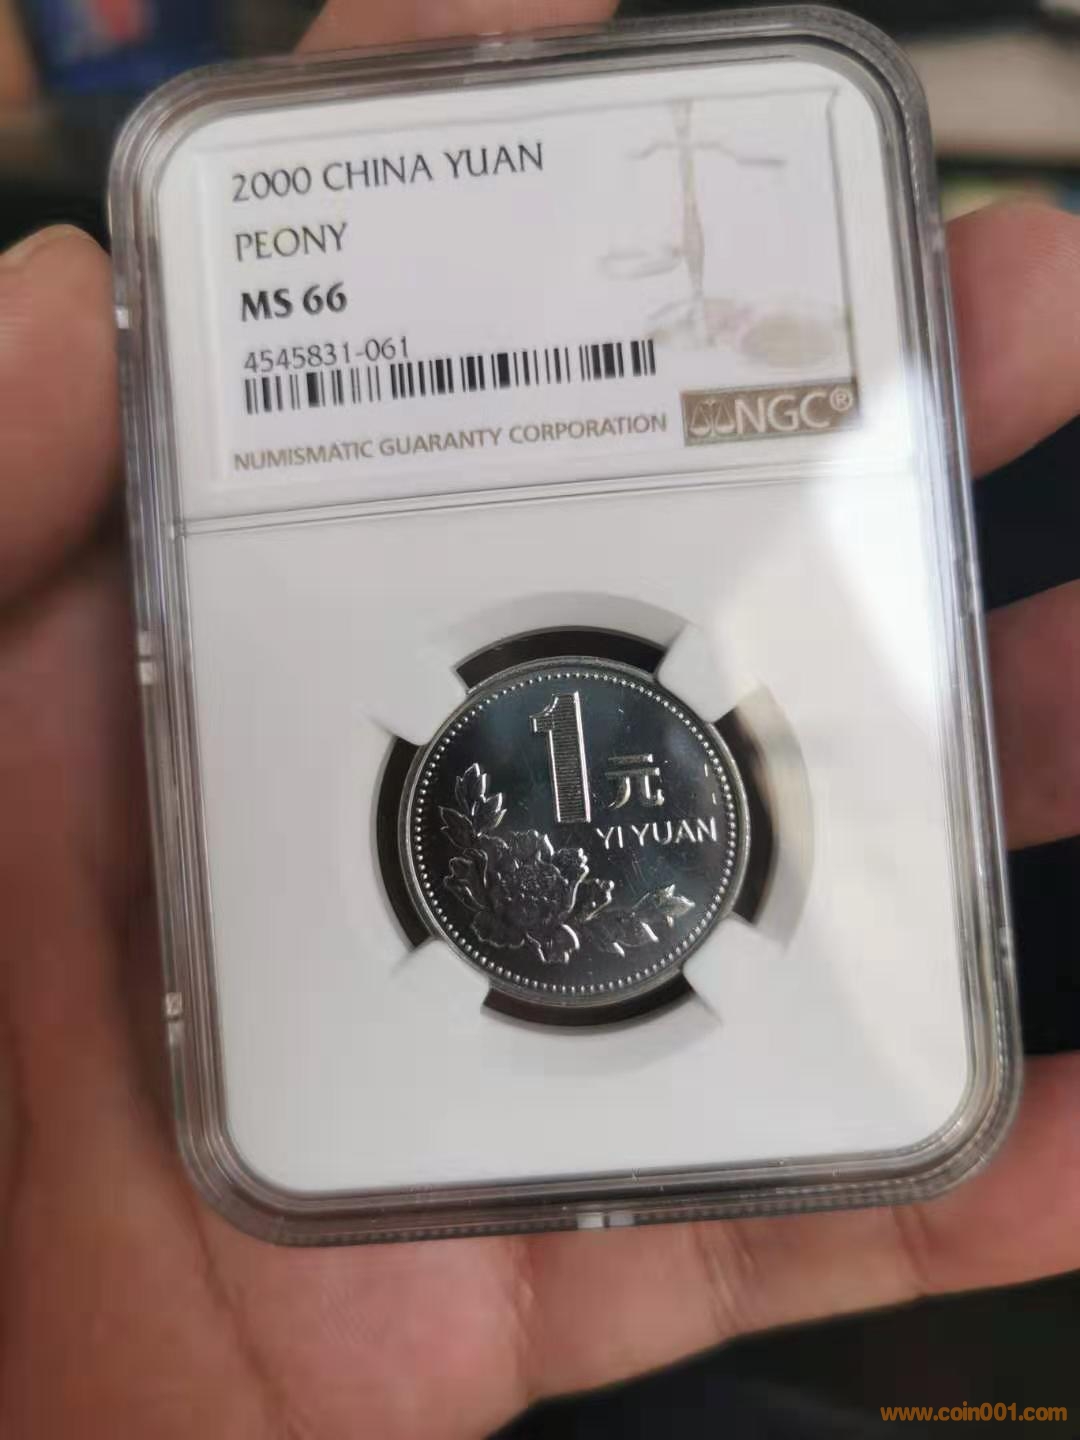 2000 CHINA YUAN
PEONY
MS 66
4545831-061
NUMISMATIC GUARANTY CORPORATION
NGC®
1 元
YI YUAN
www.coin001.com